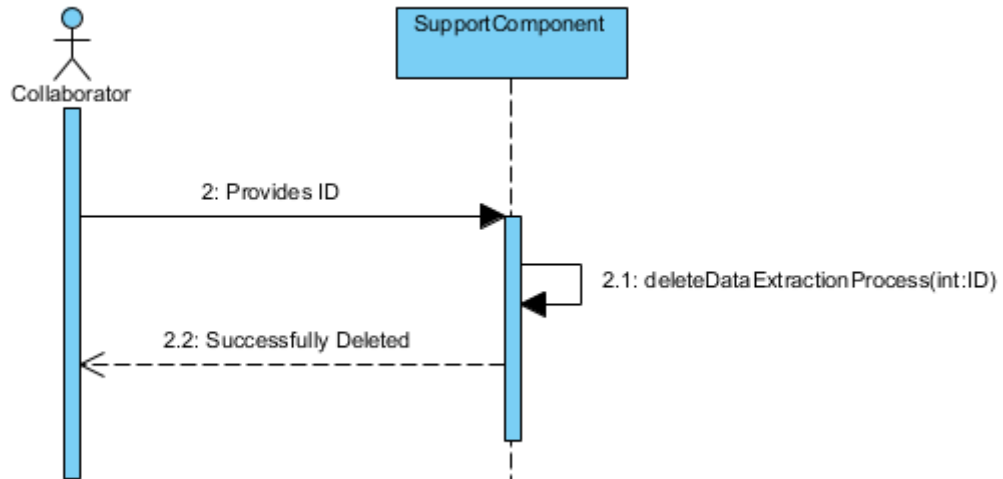 SupportComponent
Collaborator
2: Provides ID
2.1: deleteDataExtractionProcess(int:ID)
2.2: Successfully Deleted